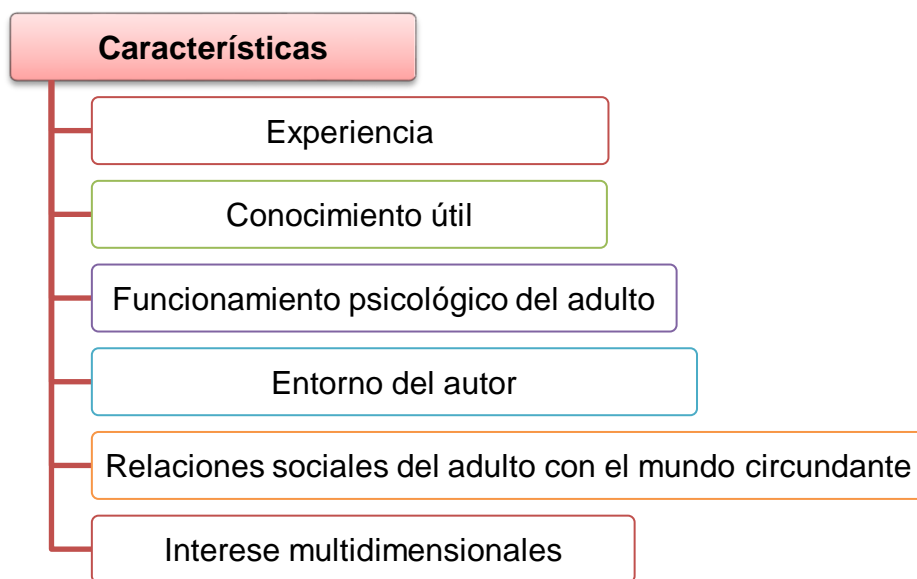 Características
Experiencia
Conocimiento útil
Funcionamiento psicológico del adulto
Entorno del autor
Relaciones sociales del adulto con el mundo circundante
Interese multidimensionales